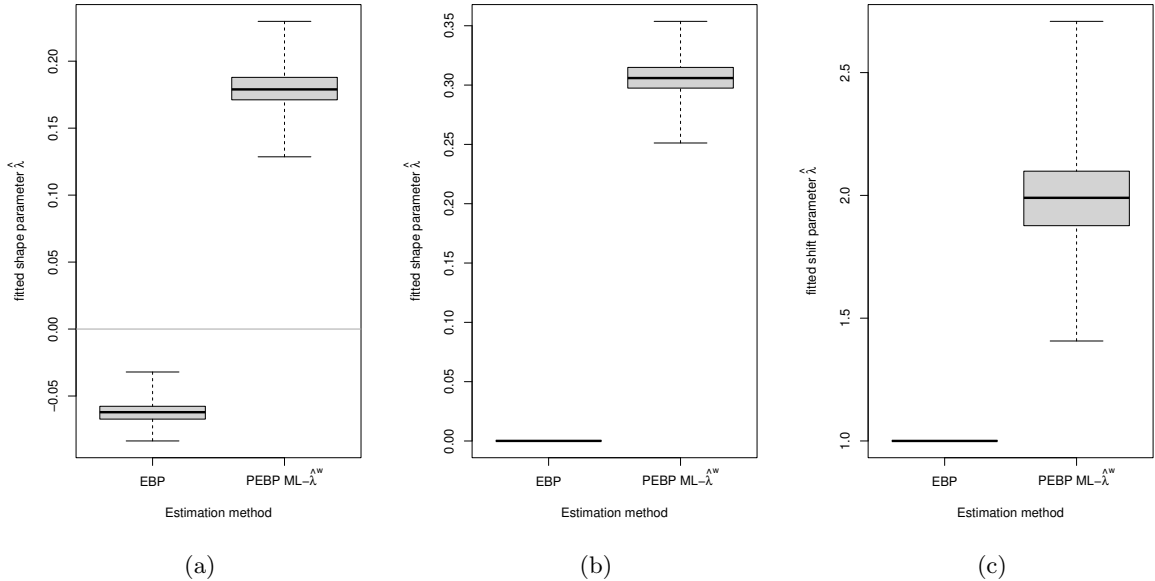 fitted shape parameter λ̂
0.20
0.15
0.10
0.05
0.00
−0.05
EBP
PEBP ML−λ̂ʷ
Estimation method
(a)
fitted shape parameter λ̂
0.35
0.30
0.25
0.20
0.15
0.30
0.05
0.00
EBP
PEBP ML−λ̂ʷ
Estimation method
(b)
fitted shift parameter λ̂
2.5
2.0
1.5
1.0
EBP
PEBP ML−λ̂ʷ
Estimation method
(c)